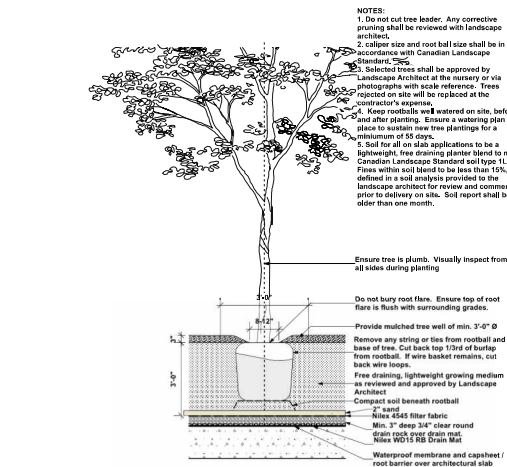 NOTES:
1. Do not cut tree leader. Any corrective
pruning shall be reviewed with landscape
architect.
2. caliper size and root ball size shall be in
accordance with Canadian Landscape
Standard.
3. Selected trees shall be approved by
Landscape Architect at the nursery or via
photographs with scale reference. Trees
rejected on site will be replaced at the
contractor's expense.
4. Keep rootballs well watered on site, befo
and after planting. Ensure a watering plan
place to sustain new tree plantings for a
miniumum of 55 days.
5. Soil for all on slab applications to be a
lightweight, free draining planter blend to m
Canadian Landscape Standard soil type 1L.
Fines within soil blend to be less than 15%,
defined in a soil analysis provided to the
landscape architect for review and commen
prior to delivery on site. Soil report shall b
older than one month.
Ensure tree is plumb. Visually inspect from
all sides during planting
3'-0"
Do not bury root flare. Ensure top of root
flare is flush with surrounding grades.
8-12"
Provide mulched tree well of min. 3'-0" Ø
3"
Remove any string or ties from rootball and
base of tree. Cut back top 1/3rd of burlap
from rootball. If wire basket remains, cut
back wire loops.
3'-0"
Free draining, lightweight growing medium
as reviewed and approved by Landscape
Architect
Compact soil beneath rootball
2" sand
Nilex 4545 filter fabric
Min. 3" deep 3/4" clear round
drain rock over drain mat.
Nilex WD15 RB Drain Mat
Waterproof membrane and capsheet /
root barrier over architectural slab